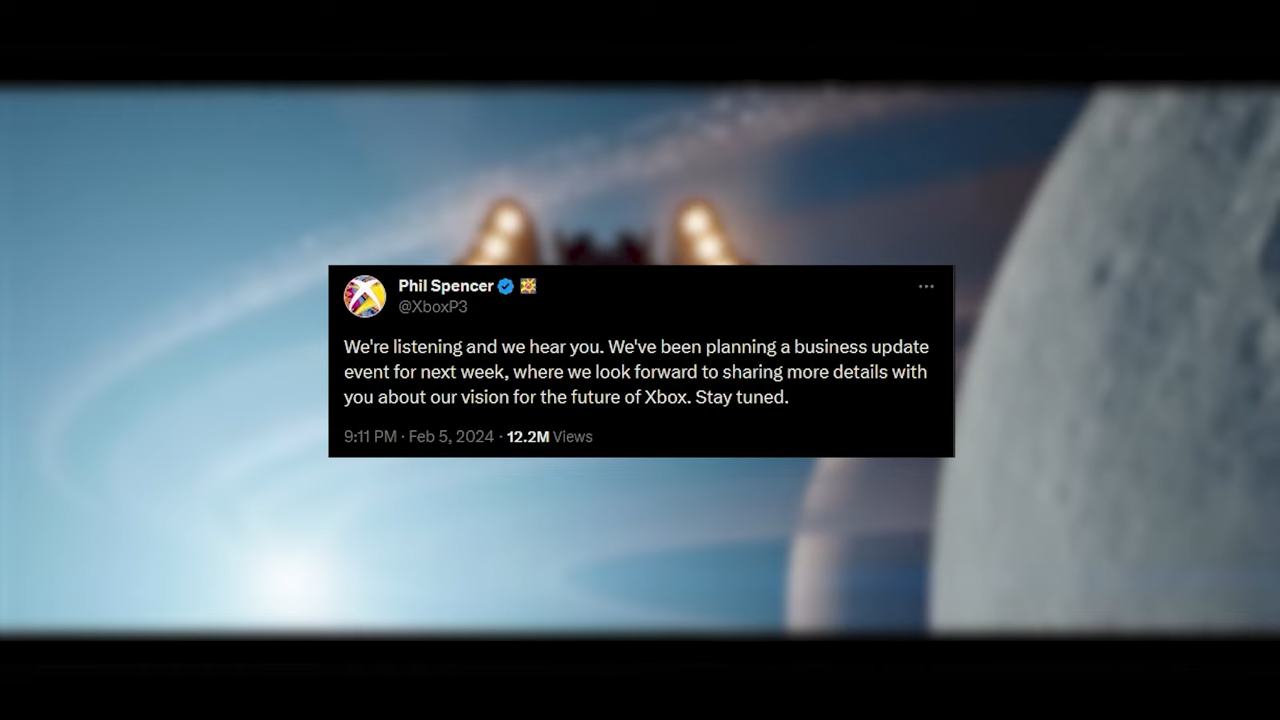 Phil Spencer
@XboxP3
We're listening and we hear you. We've been planning a business update
event for next week, where we look forward to sharing more details with
you about our vision for the future of Xbox. Stay tuned.
9:11 PM · Feb 5, 2024 · 12.2M Views